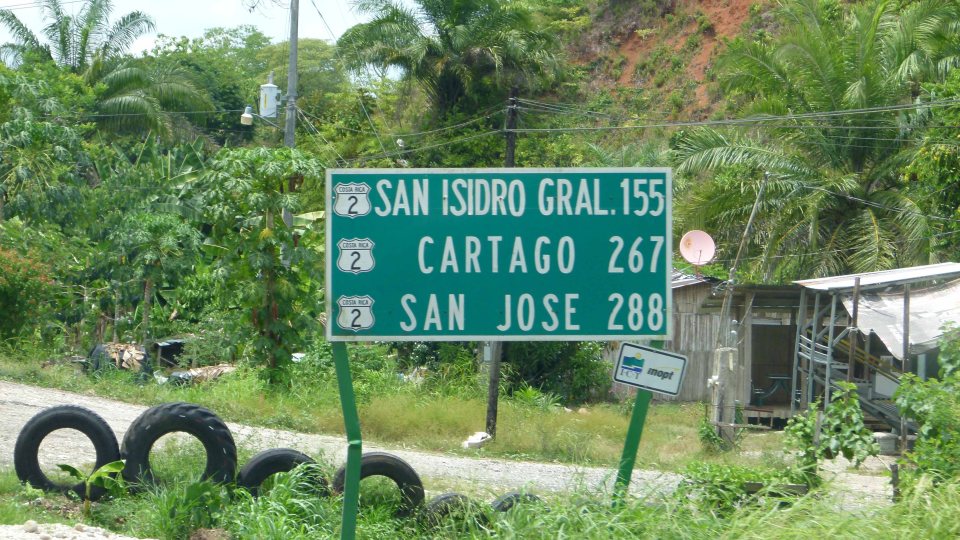 COSTA RICA
2
SAN ISIDRO GRAL. 155
COSTA RICA
2
CARTAGO 267
COSTA RICA
2
SAN JOSE 288
ICT mopt